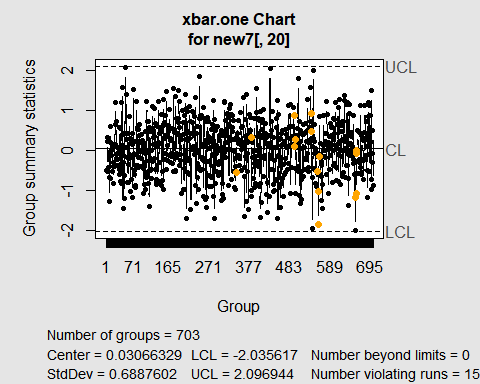 xbar.one Chart
for new7[, 20]
Group summary statistics
2
1
0
-1
-2
UCL
CL
LCL
1 71 165 271 377 483 589 695
Group
Number of groups = 703
Center = 0.03066329 LCL = -2.035617 Number beyond limits = 0
StdDev = 0.6887602 UCL = 2.096944 Number violating runs = 15